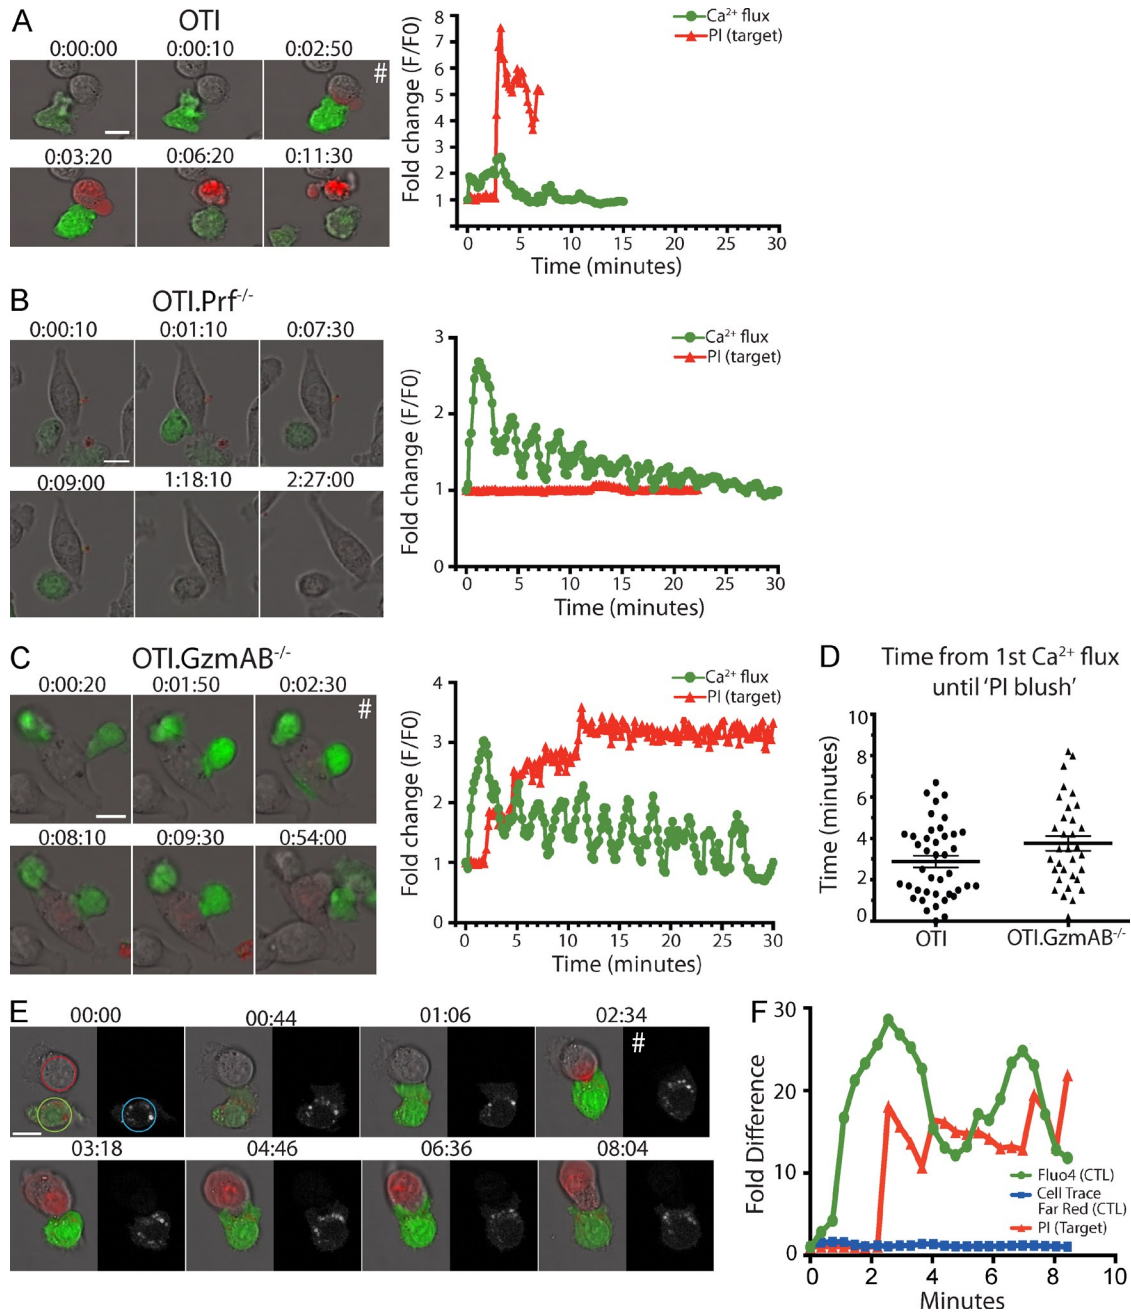 A
OTI
0:00:00 0:00:10 0:02:50
#
0:03:20 0:06:20 0:11:30
Fold change (F/F0)
8
7
6
5
4
3
2
1
0 5 10 15 20 25 30
Time (minutes)
Ca²⁺ flux
PI (target)
B
OTI.Prf⁻/⁻
0:00:10 0:01:10 0:07:30
0:09:00 1:18:10 2:27:00
Fold change (F/F0)
3
2
1
0
0 5 10 15 20 25 30
Time (minutes)
Ca²⁺ flux
PI (target)
C
OTI.GzmAB⁻/⁻
0:00:20 0:01:50 0:02:30
#
0:08:10 0:09:30 0:54:00
Fold change (F/F0)
4
3
2
1
0
0 5 10 15 20 25 30
Time (minutes)
Ca²⁺ flux
PI (target)
D
Time from 1st Ca²⁺ flux
until ‘PI blush’
Time (minutes)
10
8
6
4
2
0
OTI OTI.GzmAB⁻/⁻
E
00:00 00:44 01:06 02:34
#
03:18 04:46 06:36 08:04
F
Fold Difference
30
20
10
0
0 2 4 6 8 10
Minutes
Fluo4 (CTL)
Cell Trace
Far Red (CTL)
PI (Target)